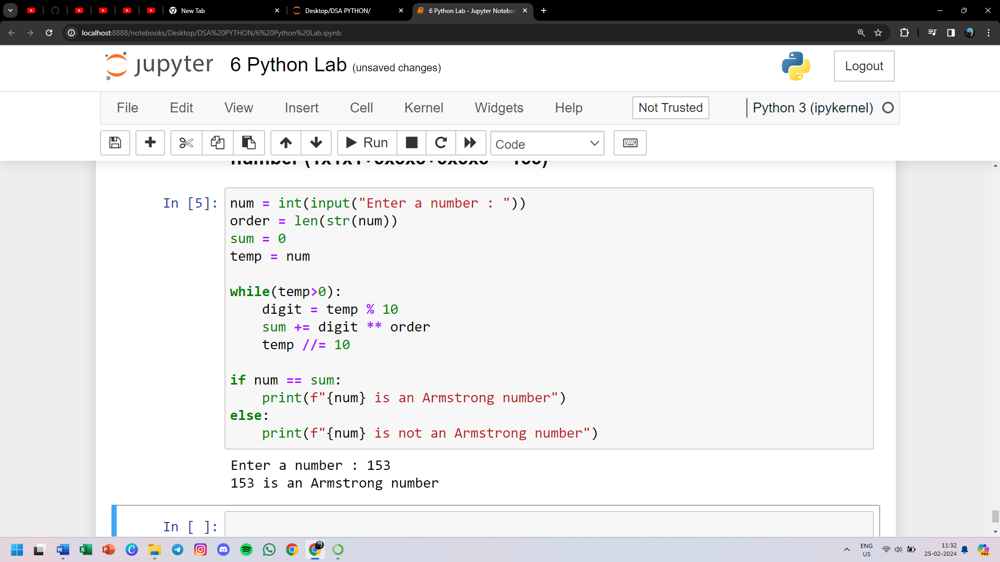 New Tab
Desktop/DSA PYTHON/
6 Python Lab - Jupyter Notebo
localhost:8888/notebooks/Desktop/DSA%20PYTHON/6%20Python%20Lab.ipynb
jupyter 6 Python Lab (unsaved changes)
Logout
File Edit View Insert Cell Kernel Widgets Help
Not Trusted
Python 3 (ipykernel)
Run
Code
In [5]:
num = int(input("Enter a number : "))
order = len(str(num))
sum = 0
temp = num
while(temp>0):
    digit = temp % 10
    sum += digit ** order
    temp //= 10
if num == sum:
    print(f"{num} is an Armstrong number")
else:
    print(f"{num} is not an Armstrong number")
Enter a number : 153
153 is an Armstrong number
In [ ]:
ENG
US
11:32
25-02-2024
PRE